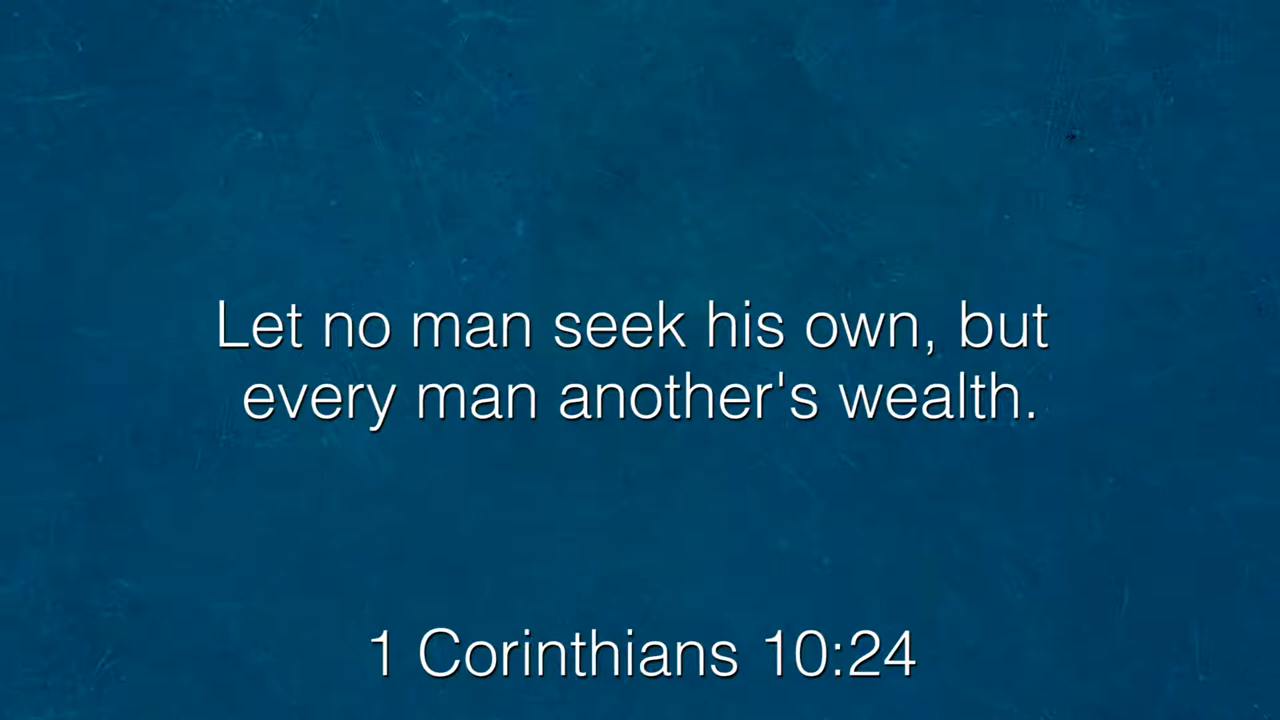 Let no man seek his own, but
every man another's wealth.
1 Corinthians 10:24